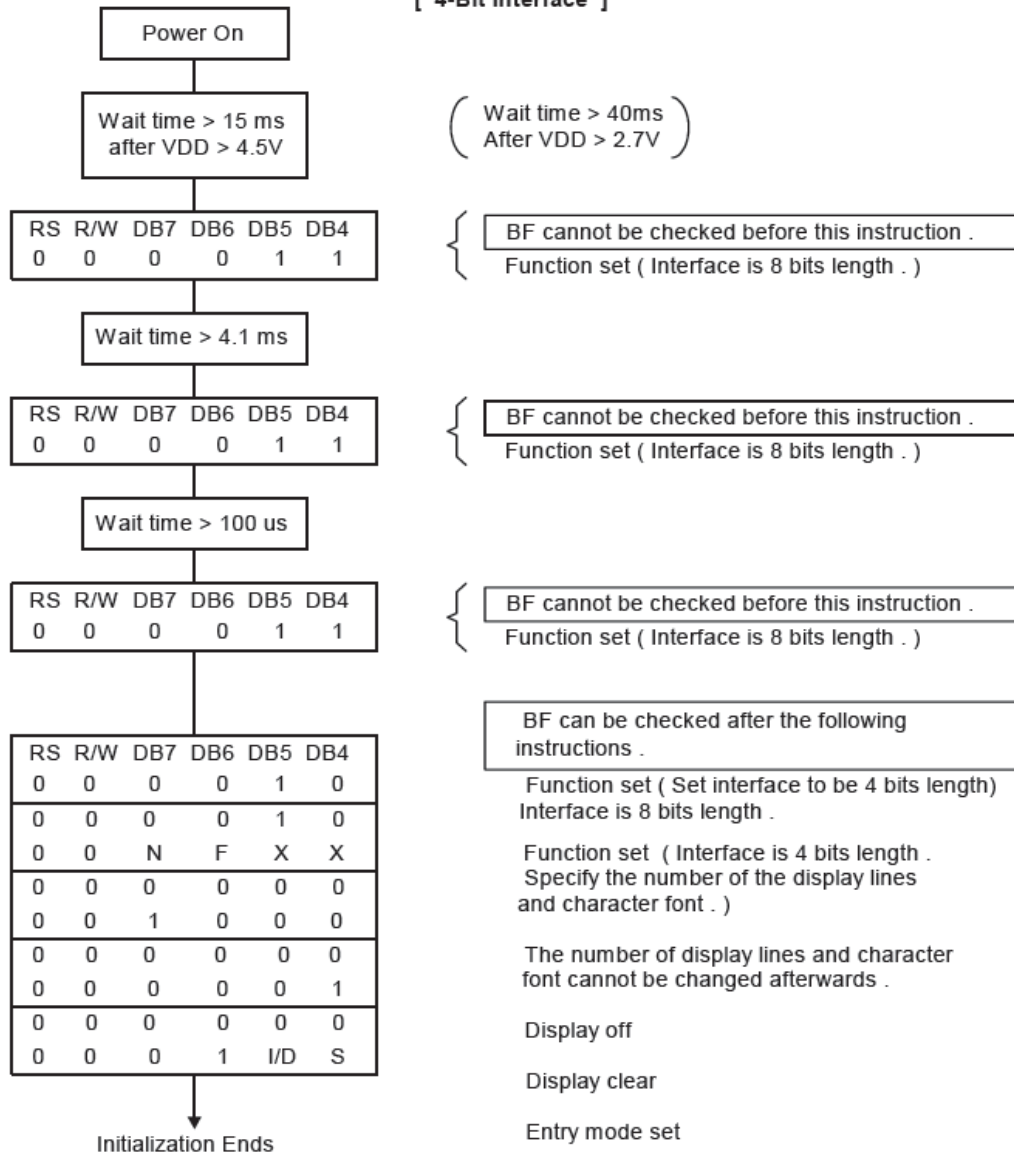 [ 4-Bit Interface ]
Power On
Wait time > 15 ms
after VDD > 4.5V
Wait time > 40ms
After VDD > 2.7V
RS R/W DB7 DB6 DB5 DB4
0 0 0 0 1 1
BF cannot be checked before this instruction .
Function set ( Interface is 8 bits length . )
Wait time > 4.1 ms
RS R/W DB7 DB6 DB5 DB4
0 0 0 0 1 1
BF cannot be checked before this instruction .
Function set ( Interface is 8 bits length . )
Wait time > 100 us
RS R/W DB7 DB6 DB5 DB4
0 0 0 0 1 1
BF cannot be checked before this instruction .
Function set ( Interface is 8 bits length . )
RS R/W DB7 DB6 DB5 DB4
0 0 0 0 1 0
0 0 0 0 1 0
0 0 N F X X
0 0 0 0 0 0
0 0 1 0 0 0
0 0 0 0 0 0
0 0 0 0 0 1
0 0 0 0 0 0
0 0 0 1 I/D S
BF can be checked after the following
instructions .
Function set ( Set interface to be 4 bits length)
Interface is 8 bits length .
Function set ( Interface is 4 bits length .
Specify the number of the display lines
and character font . )
The number of display lines and character
font cannot be changed afterwards .
Display off
Display clear
Entry mode set
Initialization Ends